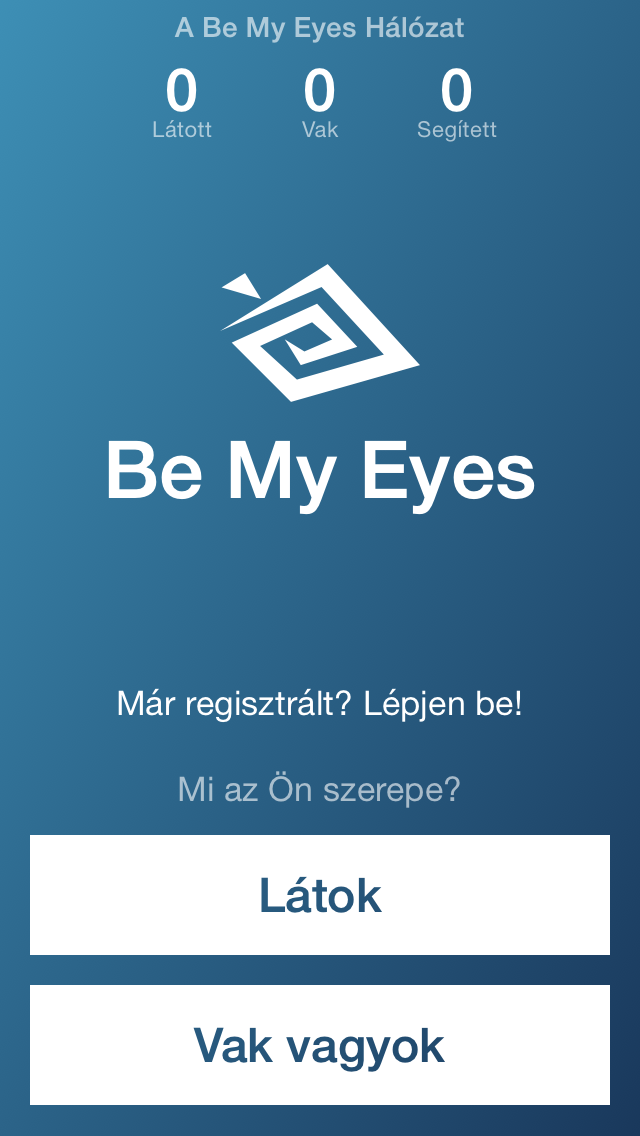 A Be My Eyes Hálózat
0 0 0
Látott Vak Segített
Be My Eyes
Már regisztrált? Lépjen be!
Mi az Ön szerepe?
Látok
Vak vagyok